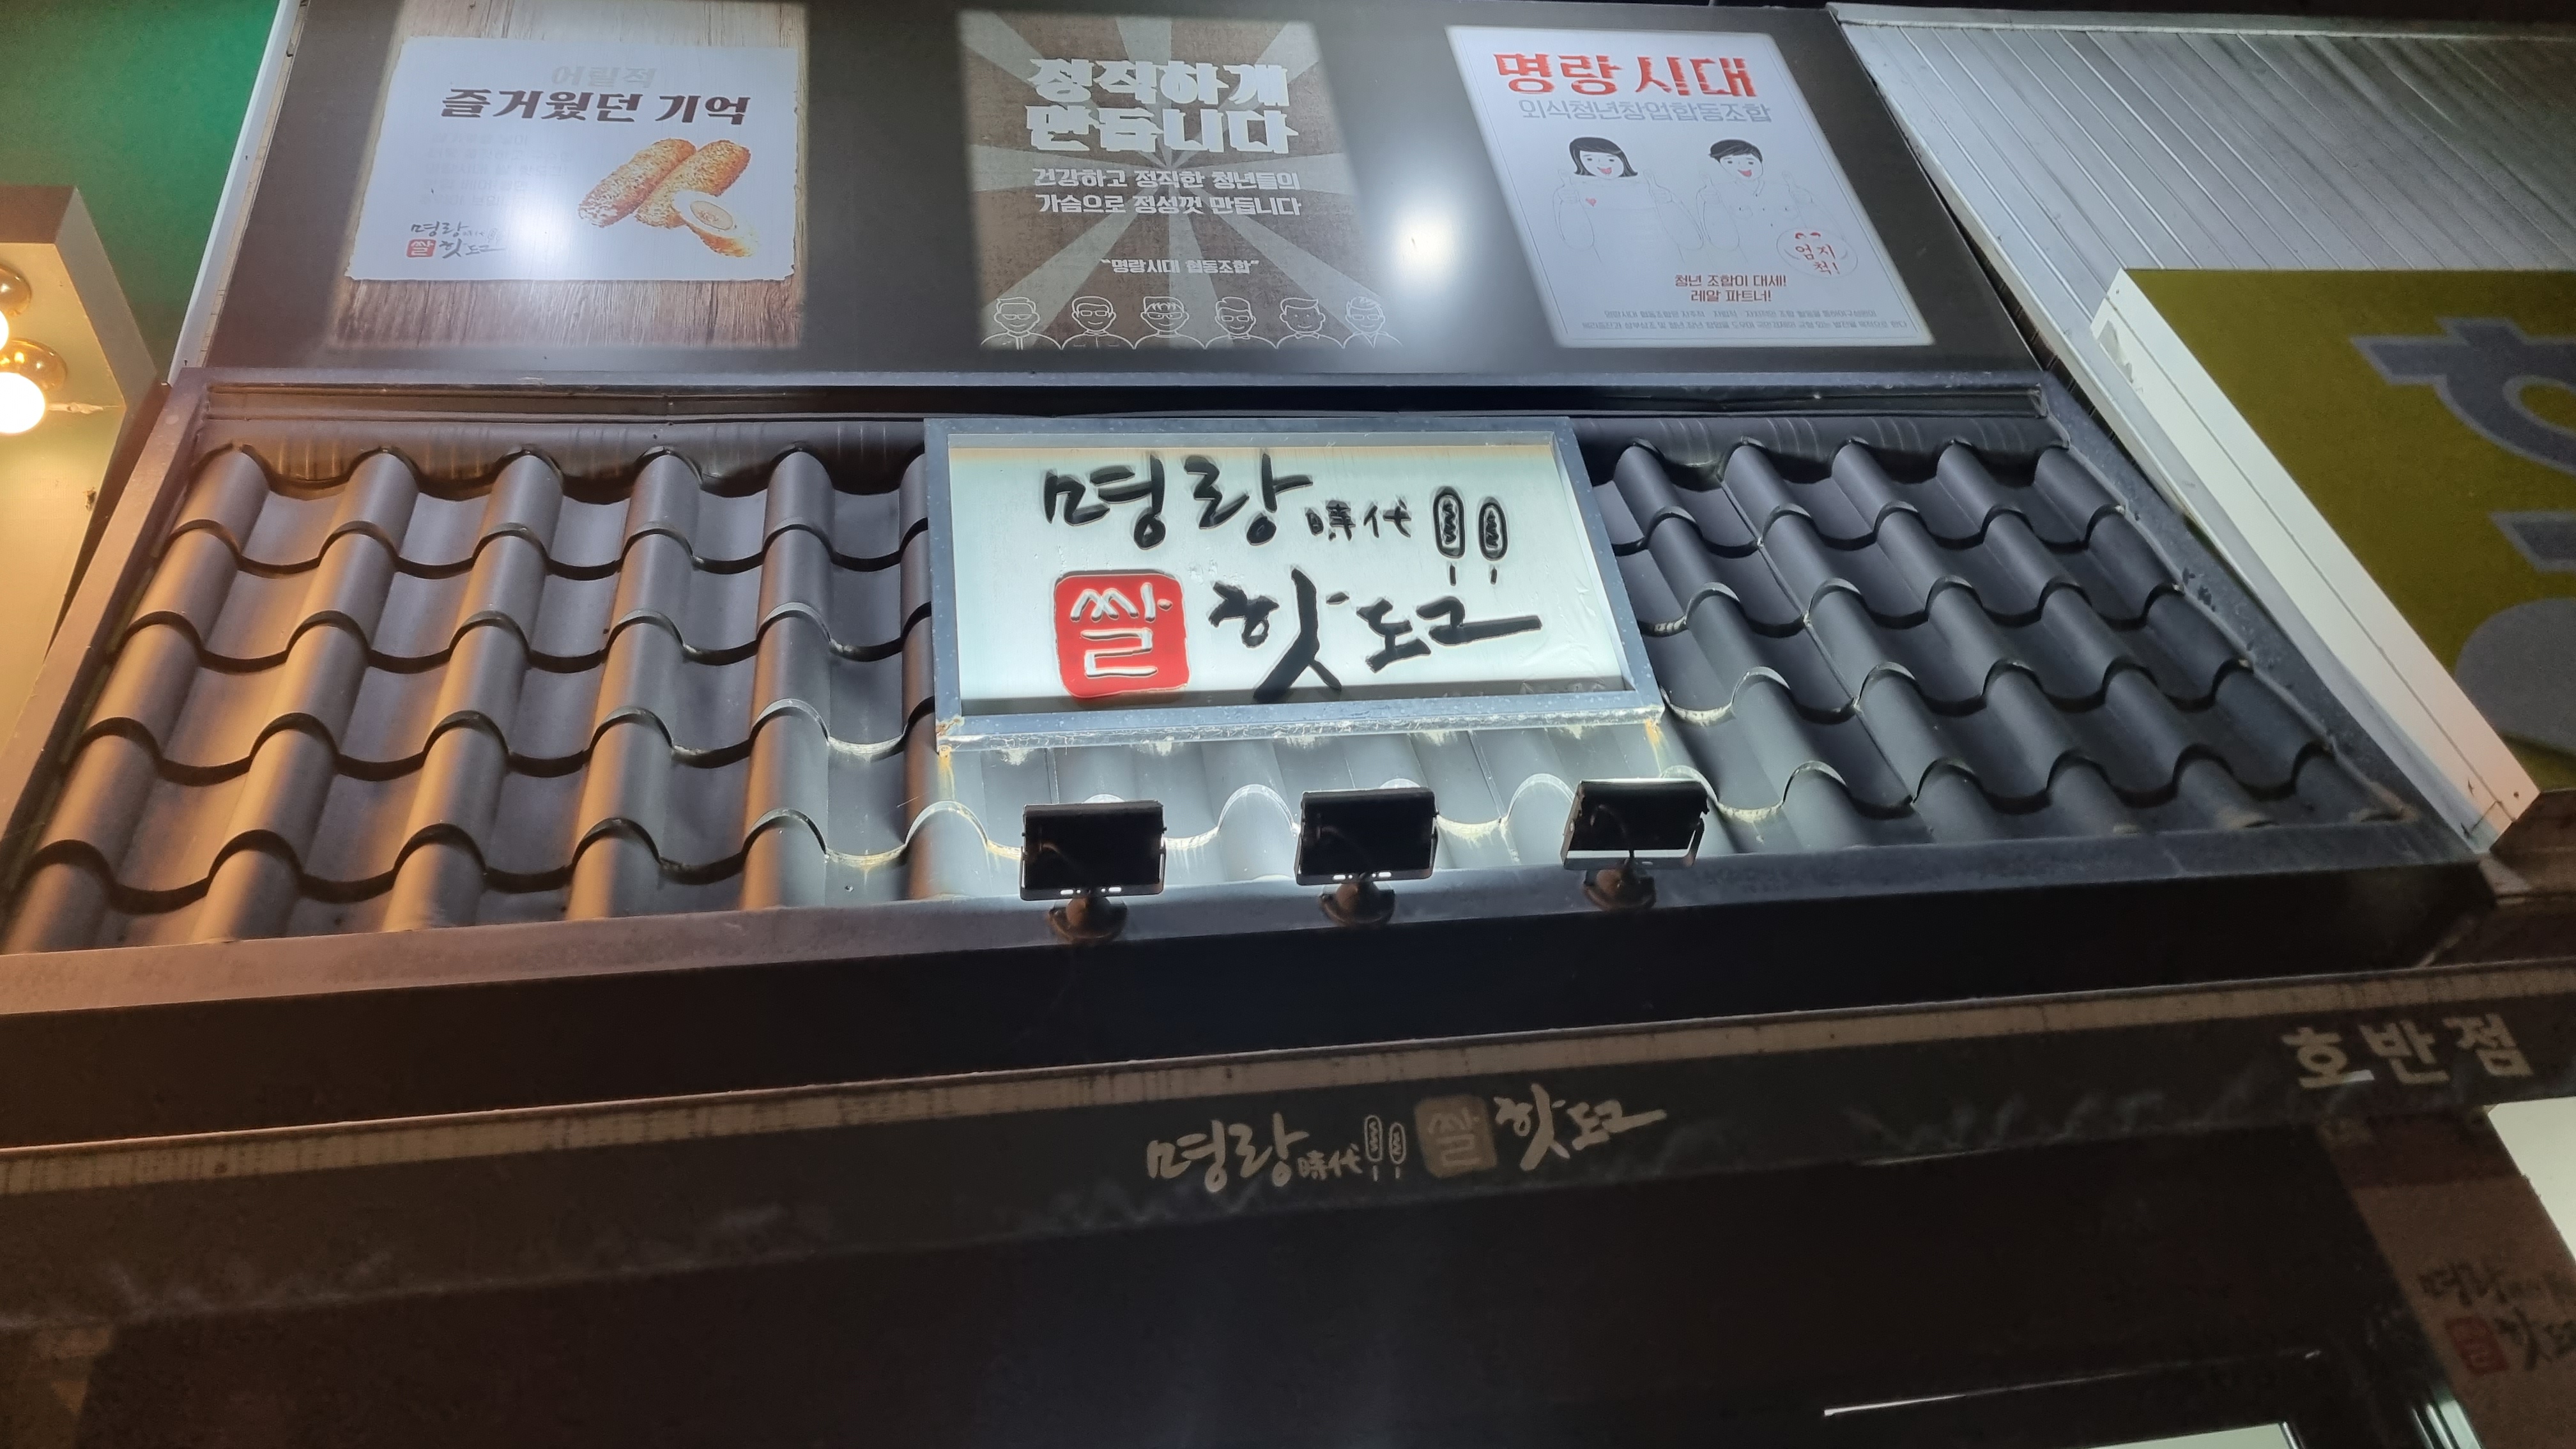 어릴적
즐거웠던 기억
명랑
쌀 핫도그
정직하게
만듭니다
건강하고 정직한 청년들의
가슴으로 정성껏 만듭니다
"명랑시대 협동조합"
명랑시대
외식청년창업협동조합
엄지
척!
청년 조합이 대세!
레알 파트너!
명랑 時代
쌀 핫도그
호반점
명랑 時代 쌀 핫도그
명랑
쌀 핫